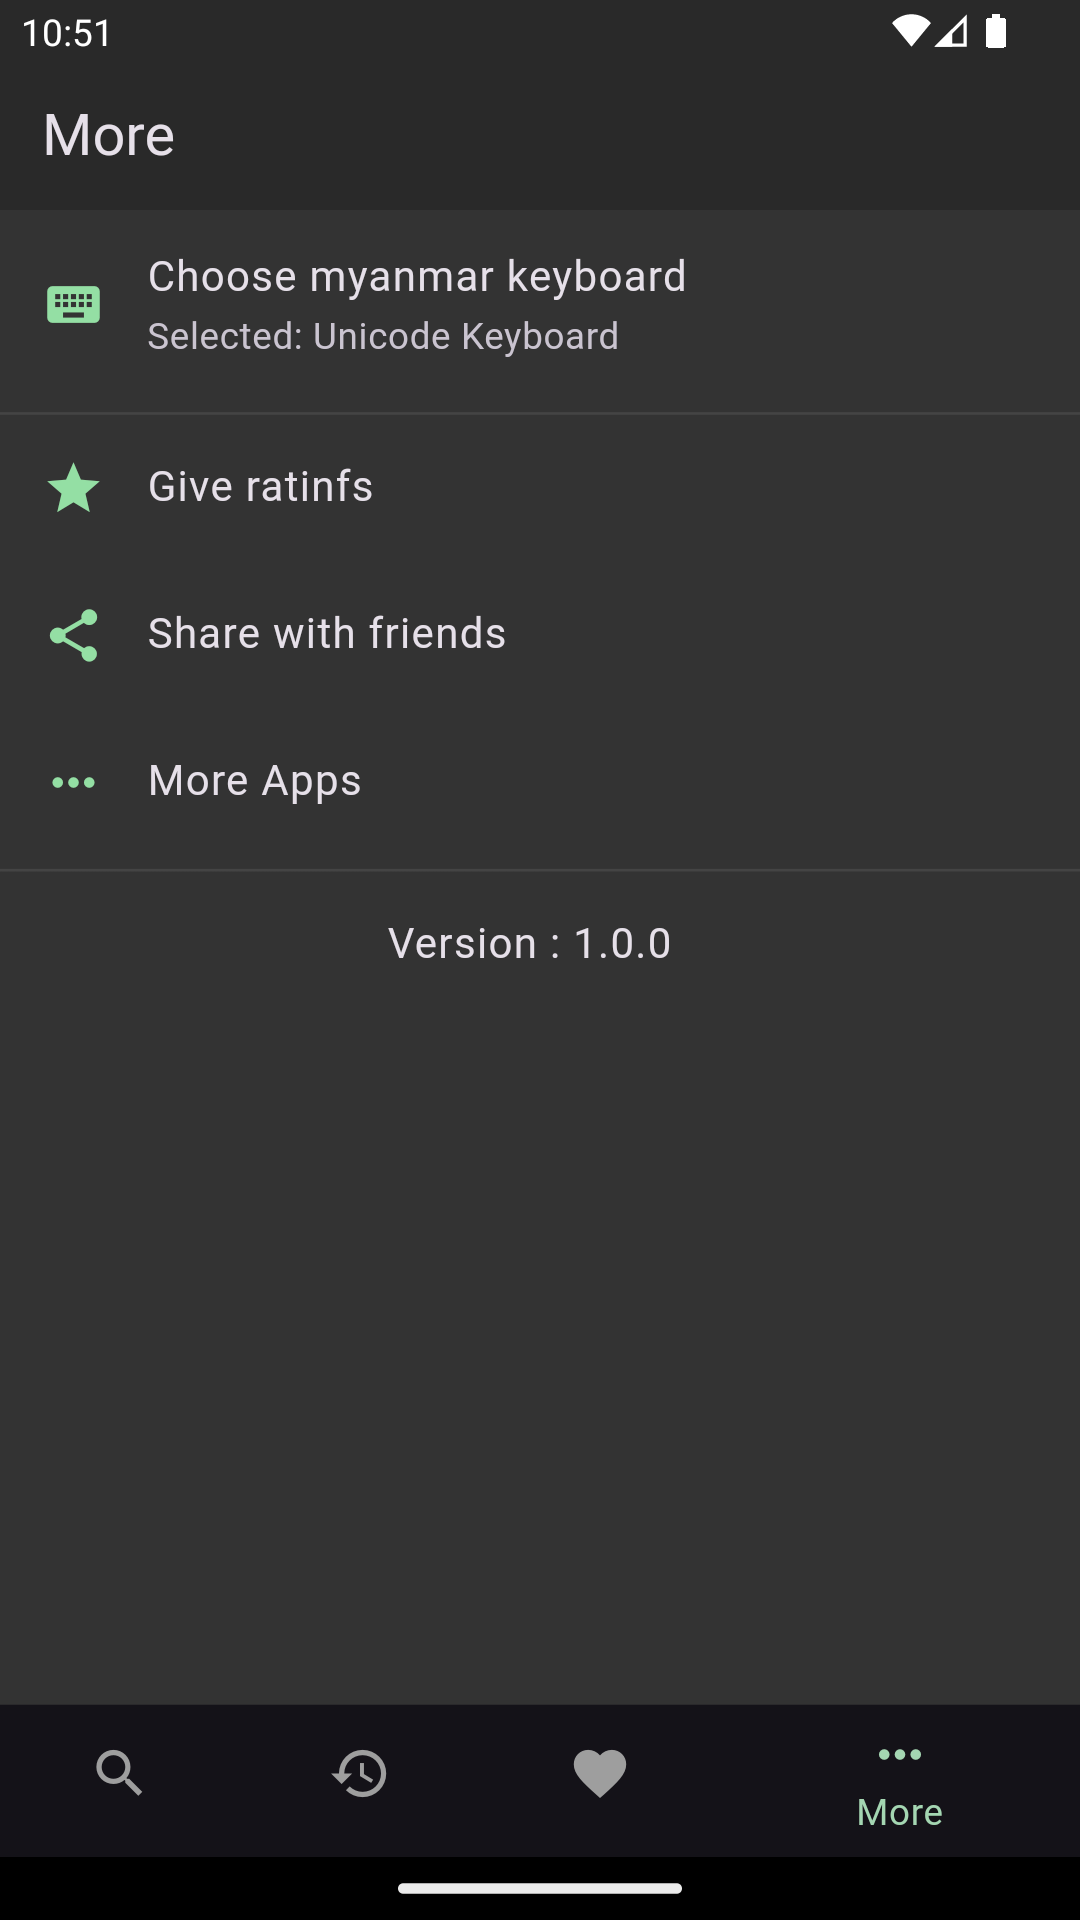 10:51
More
Choose myanmar keyboard
Selected: Unicode Keyboard
Give ratinfs
Share with friends
More Apps
Version : 1.0.0
More